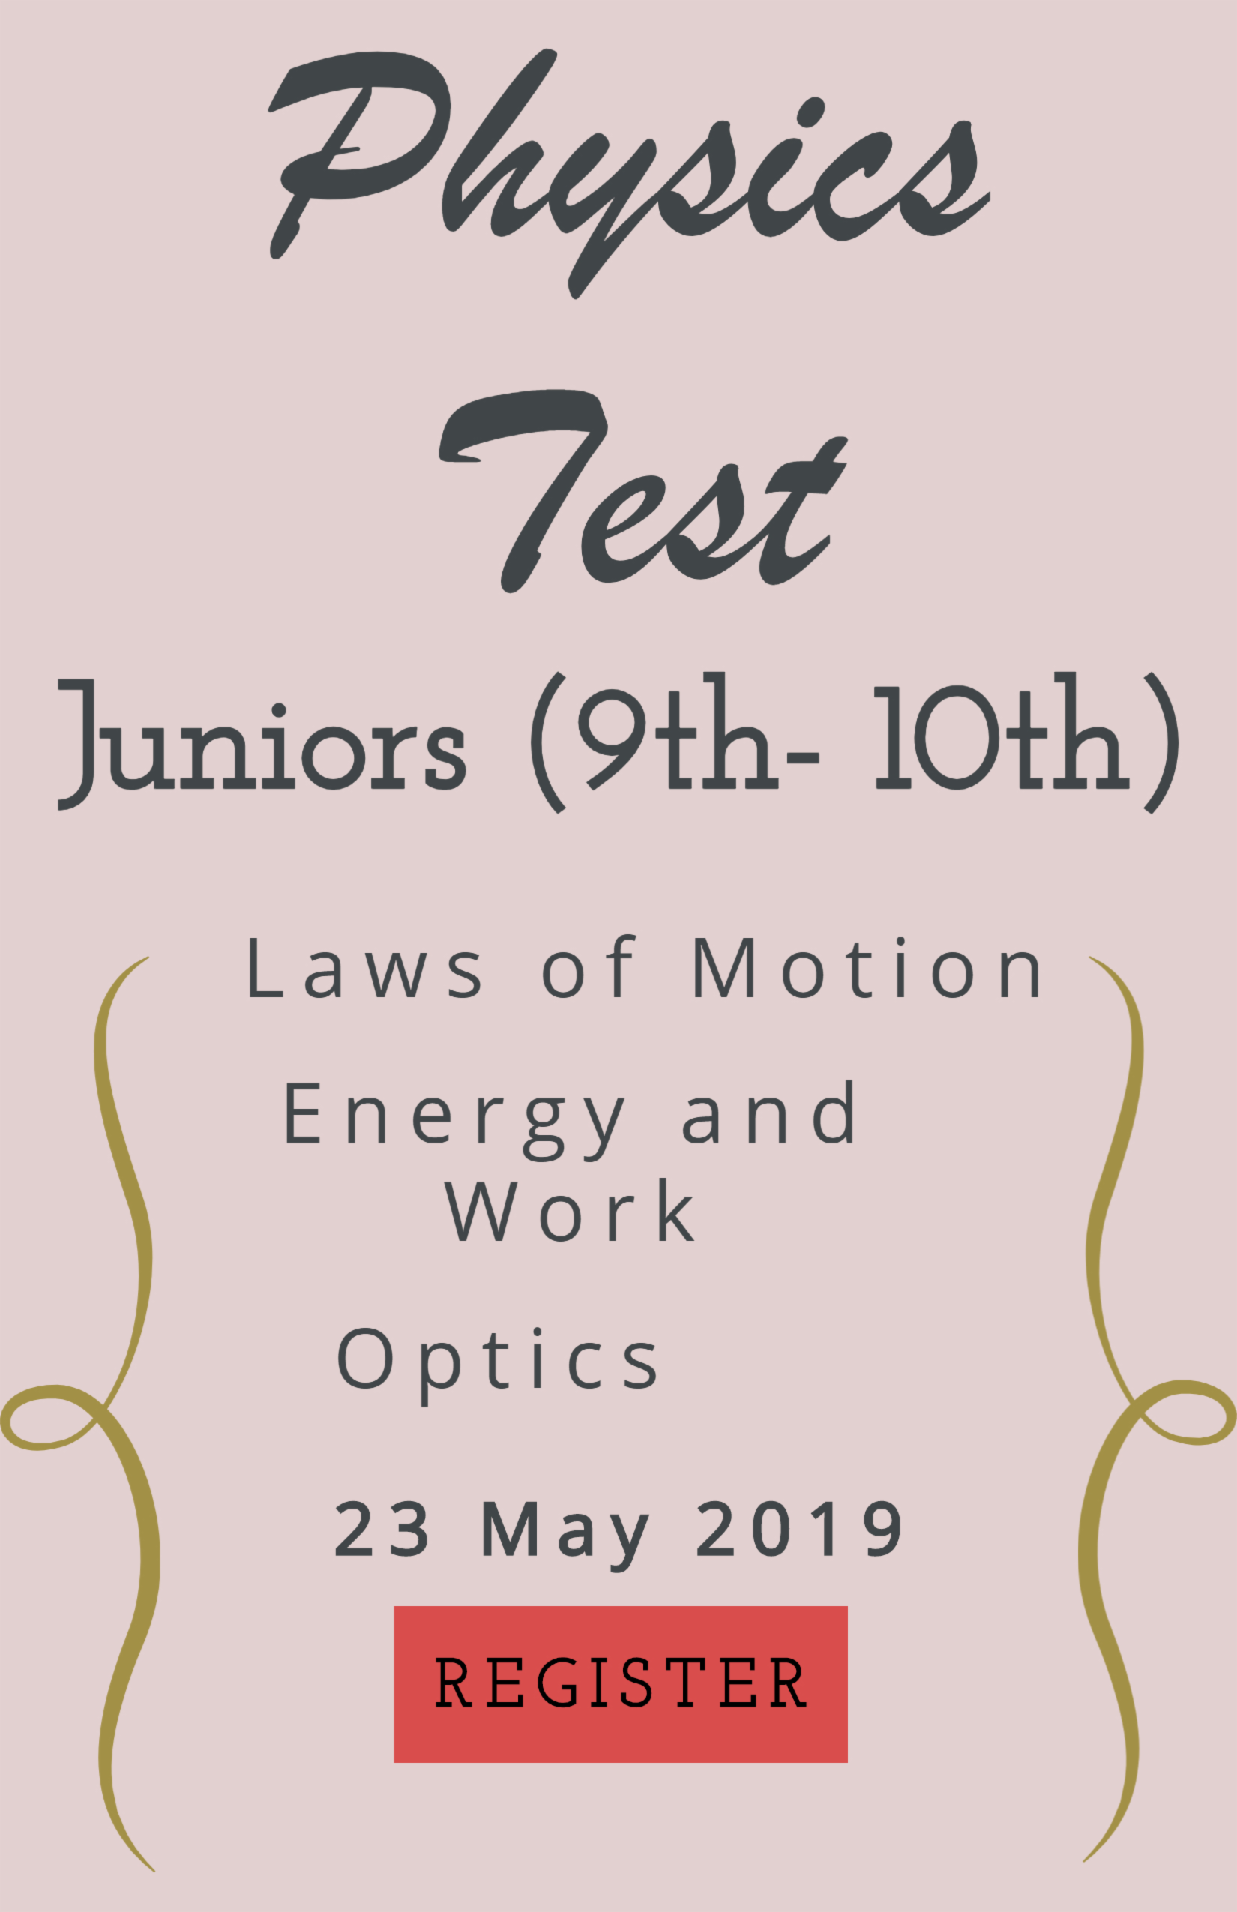 Physics
Test
Juniors (9th- 10th)
Laws of Motion
Energy and
Work
Optics
23 May 2019
REGISTER